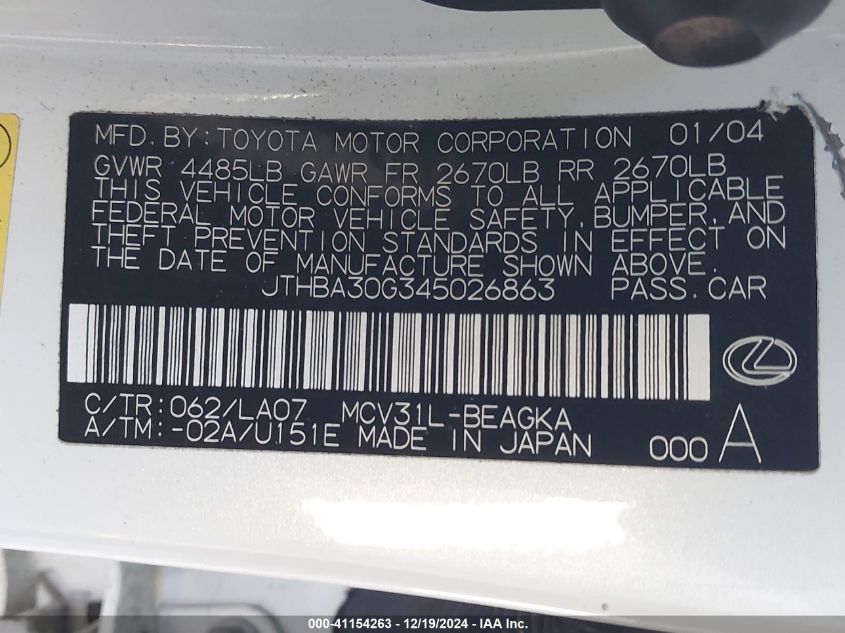 MFD. BY: TOYOTA MOTOR CORPORATION 01/04
GVWR 4485LB GAWR FR 2670LB RR 2670LB
THIS VEHICLE CONFORMS TO ALL APPLICABLE
FEDERAL MOTOR VEHICLE SAFETY, BUMPER, AND
THEFT PREVENTION STANDARDS IN EFFECT ON
THE DATE OF MANUFACTURE SHOWN ABOVE.
JTHBA30G345026863 PASS. CAR
C/TR: 062/LA07 MCV31L-BEAGKA
A/TM: -02A/U151E MADE IN JAPAN 000 A
000-41154263 - 12/19/2024 - IAA Inc.